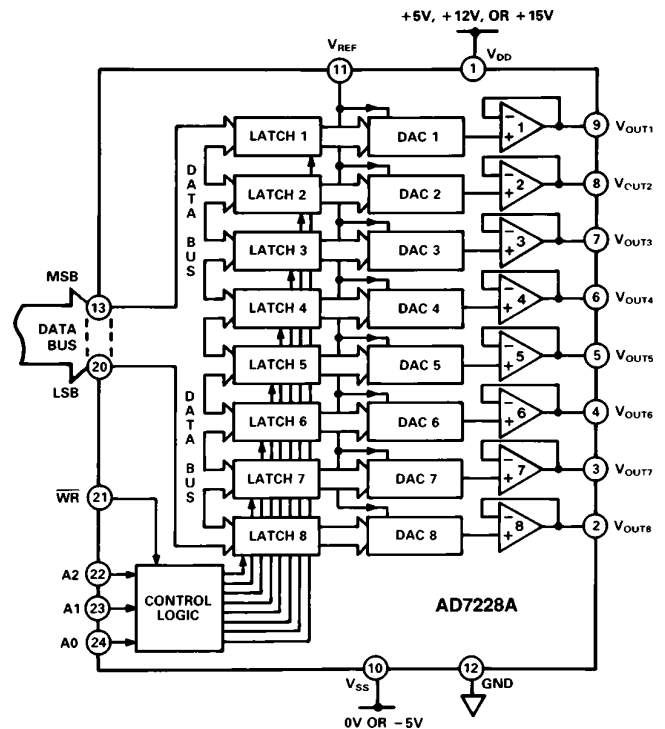 +5V, +12V, OR +15V
VREF
VDD
11
1
LATCH 1
DAC 1
1
9
VOUT1
LATCH 2
DAC 2
2
8
VOUT2
LATCH 3
DAC 3
3
7
VOUT3
LATCH 4
DAC 4
4
6
VOUT4
LATCH 5
DAC 5
5
5
VOUT5
LATCH 6
DAC 6
6
4
VOUT6
LATCH 7
DAC 7
7
3
VOUT7
LATCH 8
DAC 8
8
2
VOUT8
DATA BUS
DATA BUS
MSB
13
DATA
BUS
20
LSB
WR
21
A2
22
A1
23
A0
24
CONTROL
LOGIC
AD7228A
10
VSS
12
GND
0V OR −5V